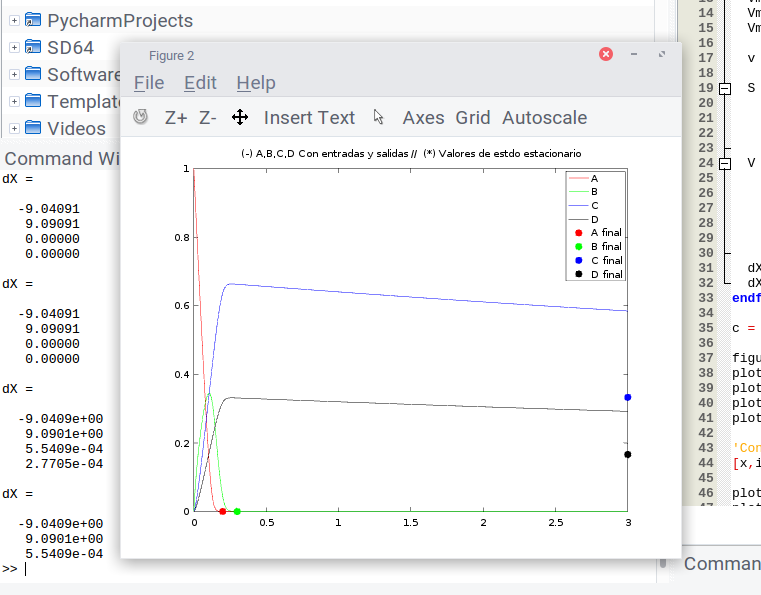 PycharmProjects
SD64
Software
Templat
Videos
Command Wi
dX =
-9.04091
9.09091
0.00000
0.00000
dX =
-9.04091
9.09091
0.00000
0.00000
dX =
-9.0409e+00
9.0901e+00
5.5409e-04
2.7705e-04
dX =
-9.0409e+00
9.0901e+00
5.5409e-04
>>
Figure 2
File Edit Help
Z+ Z- Insert Text Axes Grid Autoscale
(-) A,B,C,D Con entradas y salidas // (*) Valores de estdo estacionario
1
0.8
0.6
0.4
0.2
0
0 0.5 1 1.5 2 2.5 3
A
B
C
D
A final
B final
C final
D final
14 Vm
15 Vm
16
17 v
18
19 S
20
21
22
23
24 V
25
26
27
28
29
30
31 dX
32 dX
33 endf
34
35 c =
36
37 figu
38 plot
39 plot
40 plot
41 plot
42
43 'Con
44 [x,i
45
46 plot
Comman